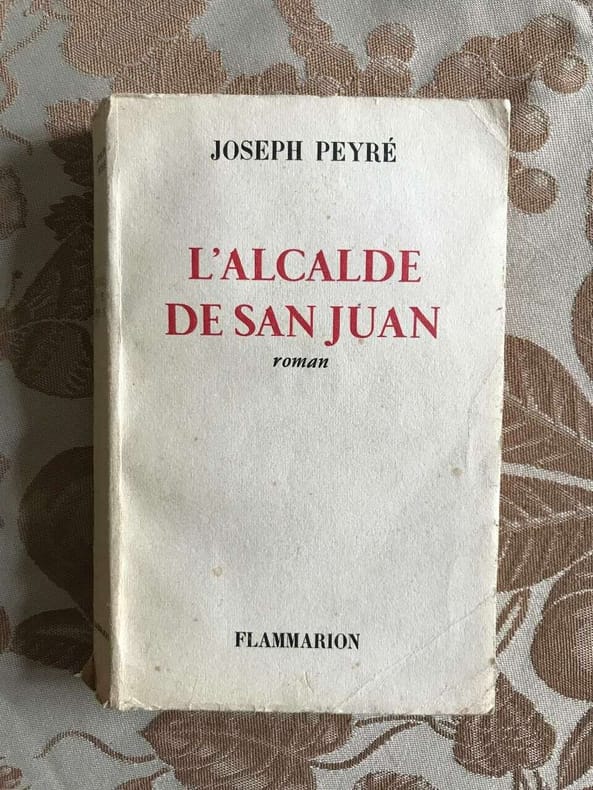 JOSEPH PEYRÉ
L'ALCALDE
DE SAN JUAN
roman
FLAMMARION